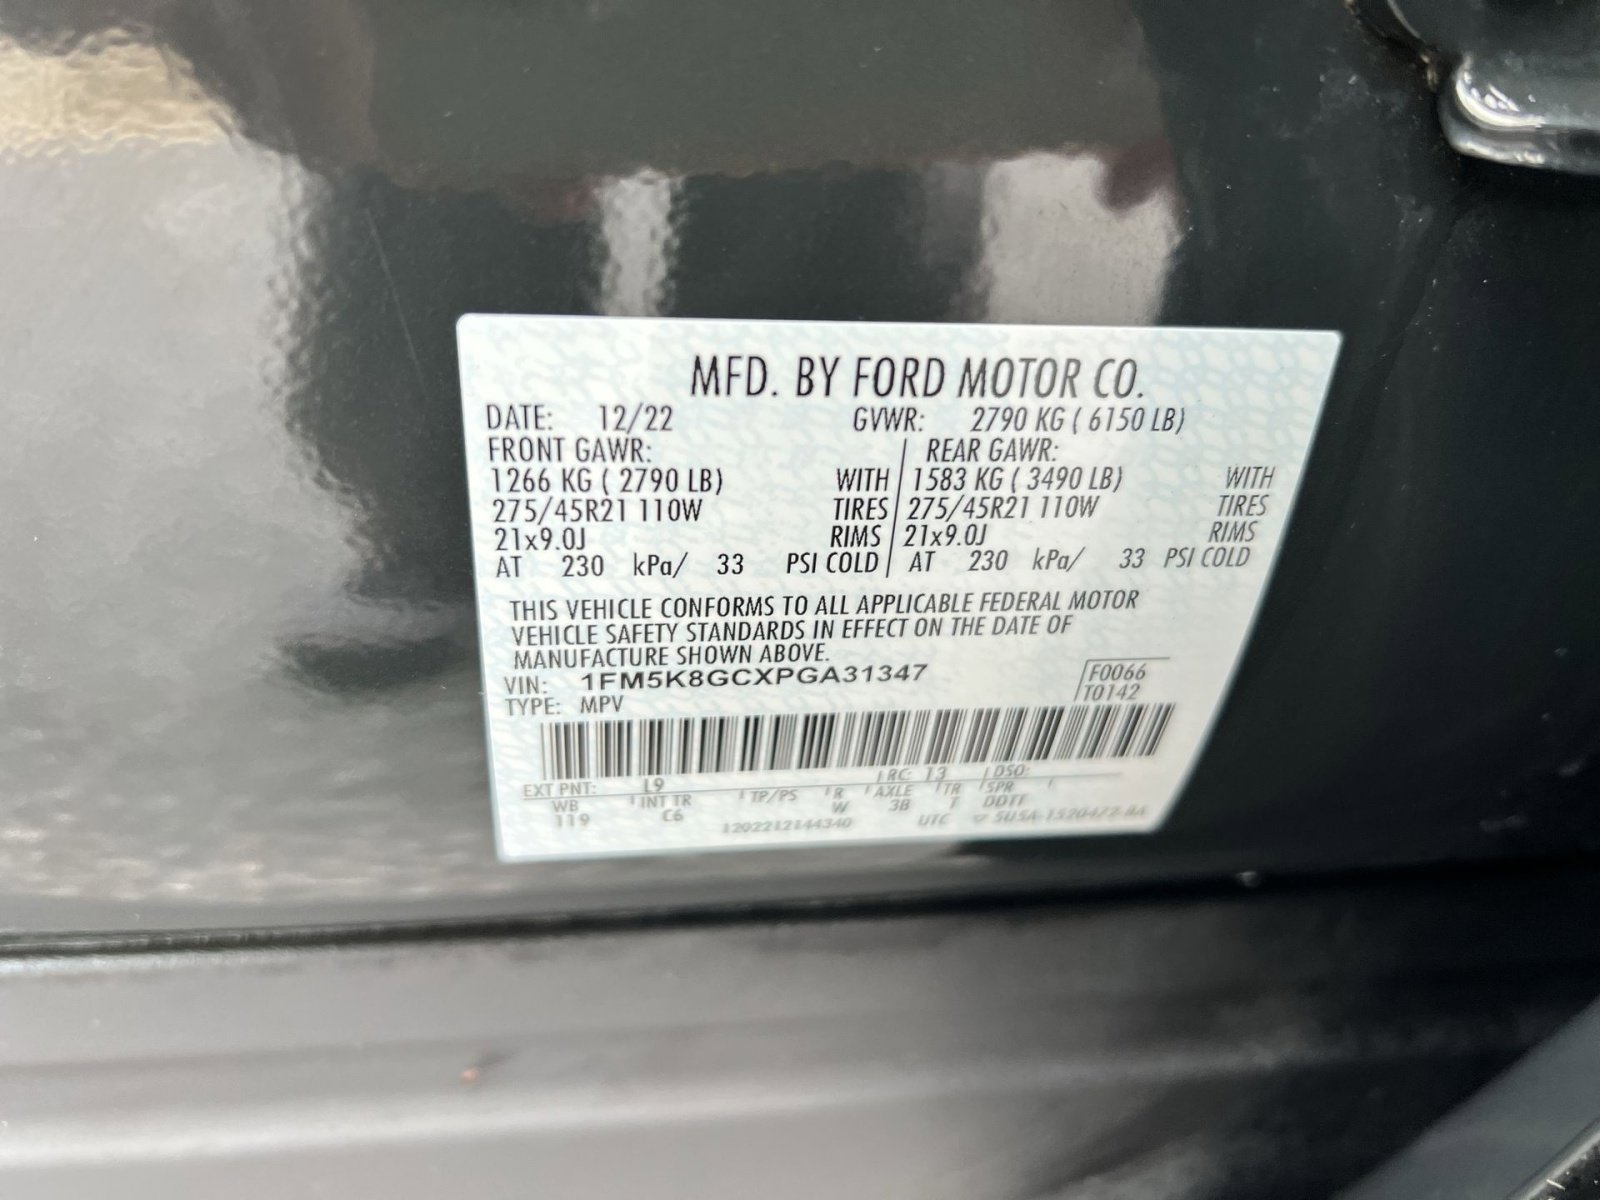 MFD. BY FORD MOTOR CO.
DATE: 12/22 GVWR: 2790 KG ( 6150 LB)
FRONT GAWR: REAR GAWR:
1266 KG ( 2790 LB) WITH 1583 KG ( 3490 LB) WITH
275/45R21 110W TIRES 275/45R21 110W TIRES
21x9.0J RIMS 21x9.0J RIMS
AT 230 kPa/ 33 PSI COLD AT 230 kPa/ 33 PSI COLD
THIS VEHICLE CONFORMS TO ALL APPLICABLE FEDERAL MOTOR
VEHICLE SAFETY STANDARDS IN EFFECT ON THE DATE OF
MANUFACTURE SHOWN ABOVE.
VIN: 1FM5K8GCXPGA31347 F0066
TYPE: MPV T0142
EXT PNT: L9 RC: 13 DSO:
WB INT TR TP/PS R AXLE TR SPR
119 C6 W 3B T DDTT
1202212144340 UTC